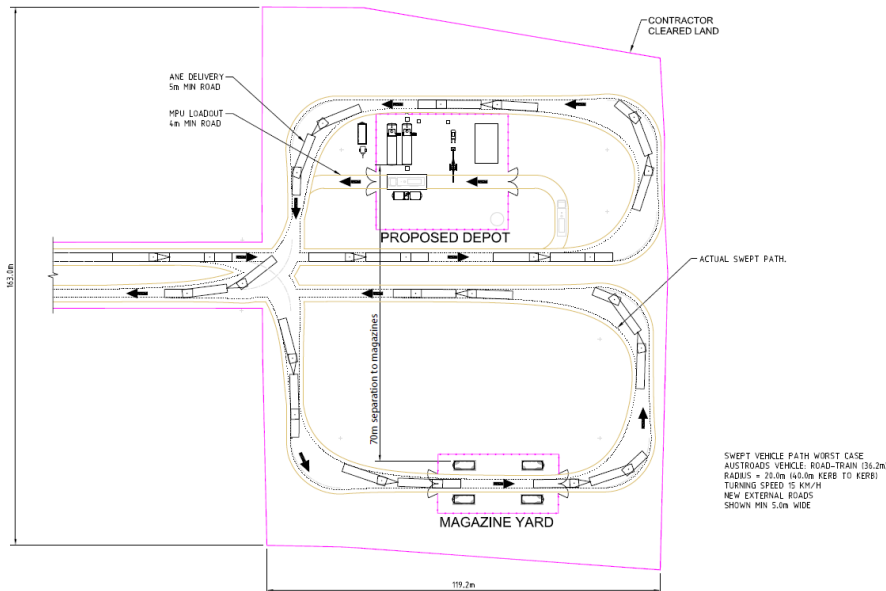 CONTRACTOR
CLEARED LAND
ANE DELIVERY
5m MIN ROAD
MPU LOADOUT
4m MIN ROAD
PROPOSED DEPOT
ACTUAL SWEPT PATH.
163.0m
70m separation to magazines
SWEPT VEHICLE PATH WORST CASE
AUSTROADS VEHICLE: ROAD-TRAIN (36.2m
RADIUS = 20.0m (40.0m KERB TO KERB)
TURNING SPEED 15 KM/H
NEW EXTERNAL ROADS
SHOWN MIN 5.0m WIDE
MAGAZINE YARD
119.2m